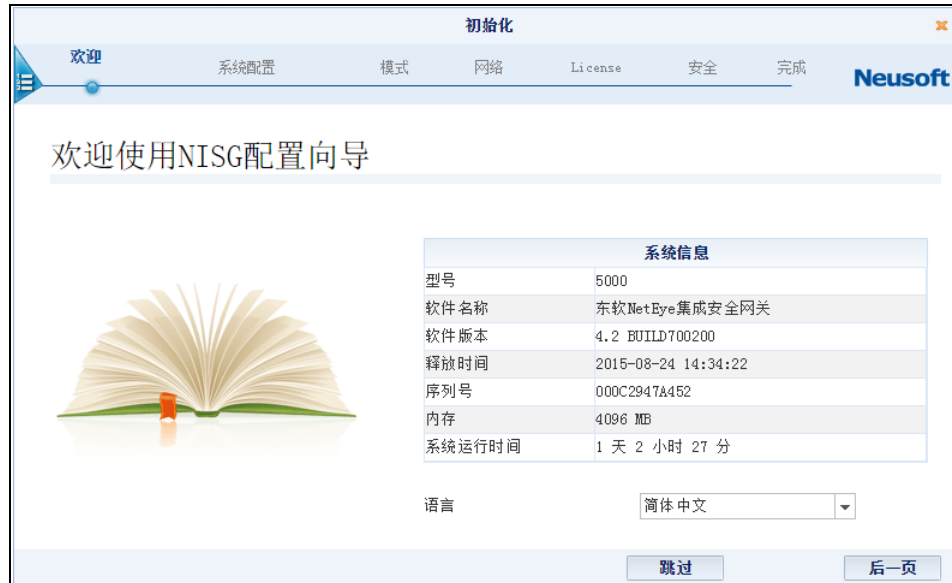 初始化
欢迎 系统配置 模式 网络 License 安全 完成
Neusoft
欢迎使用NISG配置向导
系统信息
型号 5000
软件名称 东软NetEye集成安全网关
软件版本 4.2 BUILD700200
释放时间 2015-08-24 14:34:22
序列号 000C2947A452
内存 4096 MB
系统运行时间 1 天 2 小时 27 分
语言 简体中文
跳过 后一页